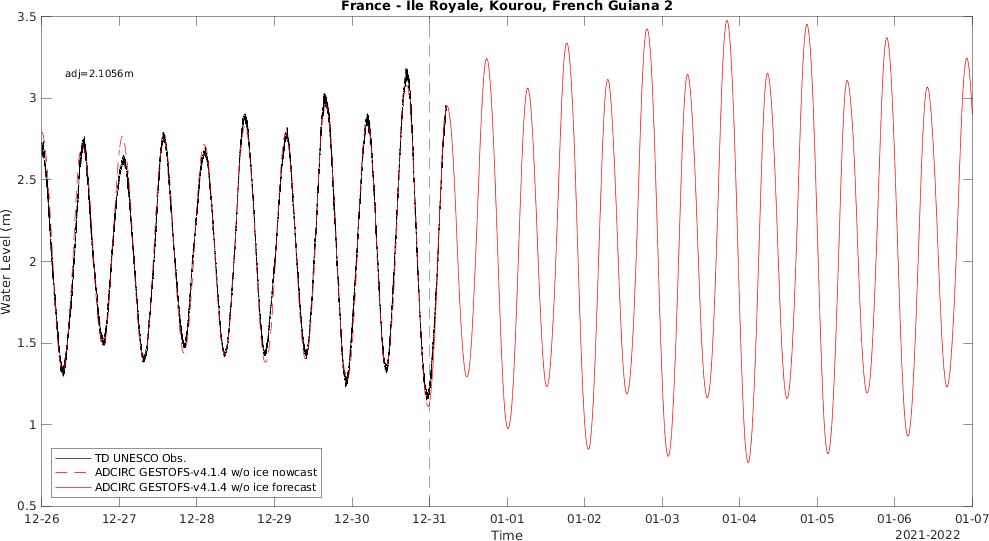 France - Ile Royale, Kourou, French Guiana 2
adj=2.1056m
3.5
3
2.5
2
1.5
1
0.5
Water Level (m)
TD UNESCO Obs.
ADCIRC GESTOFS-v4.1.4 w/o ice nowcast
ADCIRC GESTOFS-v4.1.4 w/o ice forecast
12-26 12-27 12-28 12-29 12-30 12-31 01-01 01-02 01-03 01-04 01-05 01-06 01-07
Time
2021-2022